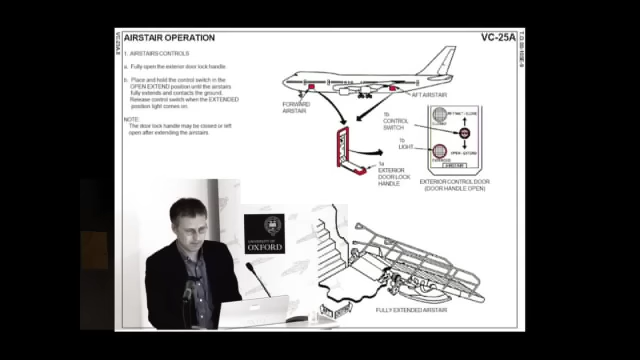 AIRSTAIR OPERATION
VC-25A
1. AIRSTAIRS CONTROLS
a. Fully open the exterior door lock handle.
b. Place and hold the control switch in the
OPEN EXTEND position until the airstairs
fully extends and contacts the ground.
Release control switch when the EXTENDED
position light comes on.
NOTE:
The door lock handle may be closed or left
open after extending the airstairs.
FORWARD
AIRSTAIR
AFT AIRSTAIR
1b
CONTROL
SWITCH
1b
LIGHT
1a
EXTERIOR
DOOR LOCK
HANDLE
AIRSTAIR
EXTERIOR CONTROL DOOR
(DOOR HANDLE OPEN)
UNIVERSITY OF
OXFORD
FULLY EXTENDED AIRSTAIR